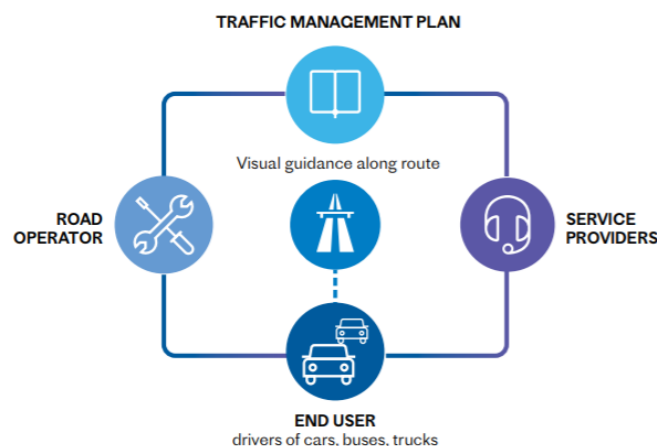 TRAFFIC MANAGEMENT PLAN
Visual guidance along route
ROAD
OPERATOR
SERVICE
PROVIDERS
END USER
drivers of cars, buses, trucks